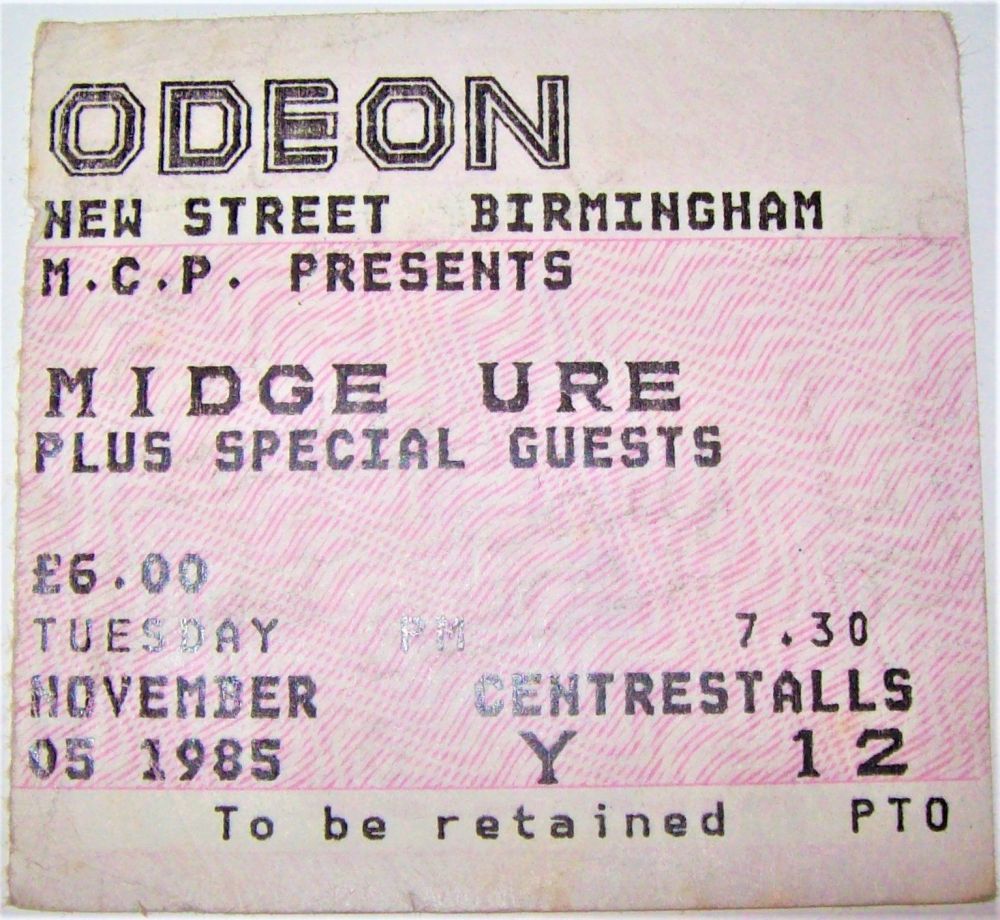 ODEON
NEW STREET BIRMINGHAM
M.C.P. PRESENTS
MIDGE URE
PLUS SPECIAL GUESTS
£6.00
TUESDAY PM 7.30
NOVEMBER CENTRESTALLS
05 1985 Y 12
To be retained PTO